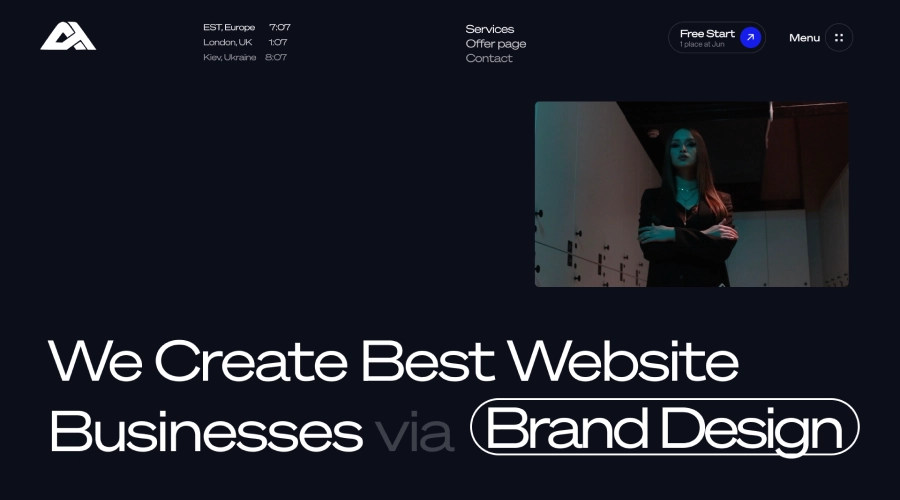 EST, Europe 7:07
London, UK 1:07
Kiev, Ukraine 8:07
Services
Offer page
Contact
Free Start
1 place at Jun
Menu
We Create Best Website
Businesses via Brand Design